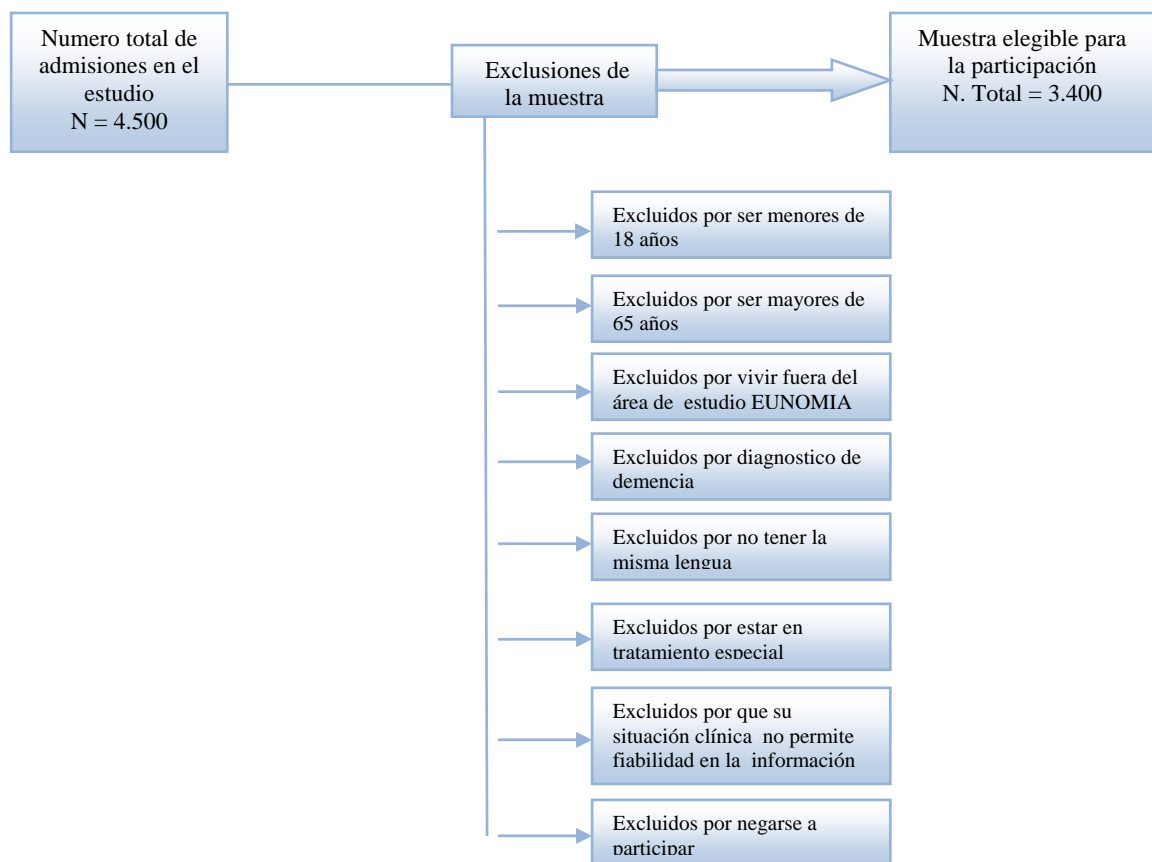 Numero total de
admisiones en el
estudio
N = 4.500
Exclusiones de
la muestra
Muestra elegible para
la participación
N. Total = 3.400
Excluidos por ser menores de
18 años
Excluidos por ser mayores de
65 años
Excluidos por vivir fuera del
área de estudio EUNOMIA
Excluidos por diagnostico de
demencia
Excluidos por no tener la
misma lengua
Excluidos por estar en
tratamiento especial
Excluidos por que su
situación clínica no permite
fiabilidad en la información
Excluidos por negarse a
participar